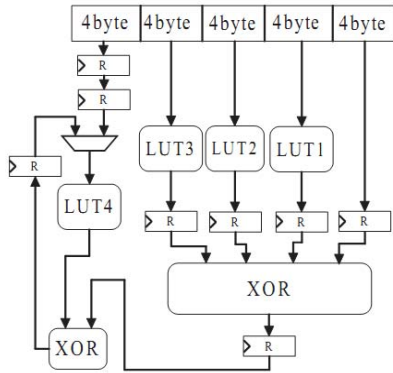 4byte 4byte 4byte 4byte 4byte
R
R
R
LUT3 LUT2 LUT1
LUT4
R R R R
XOR
XOR
R